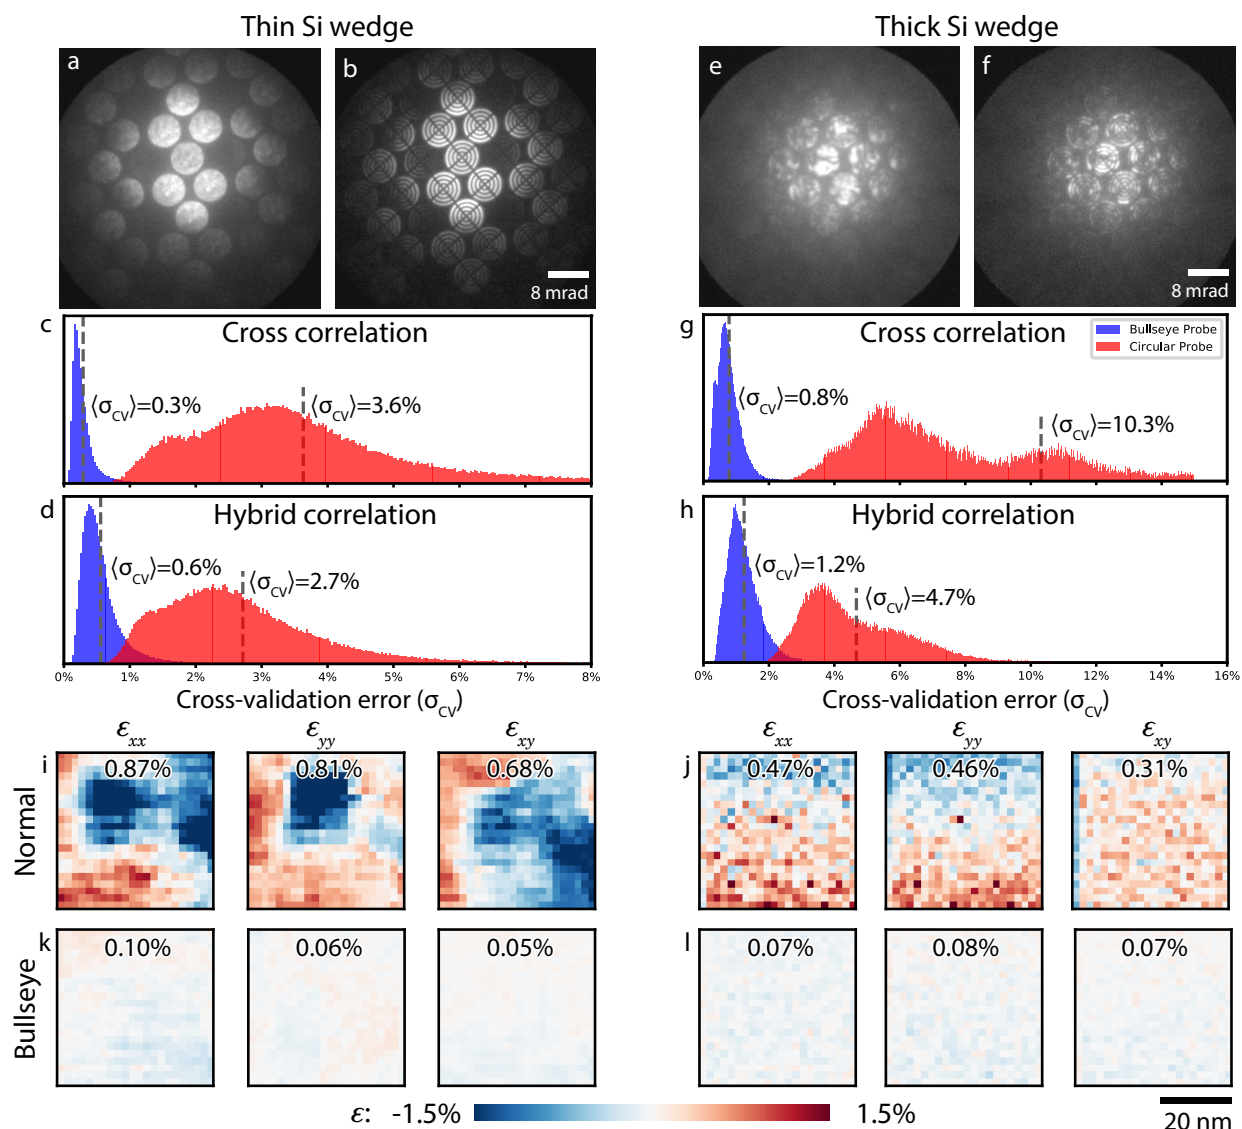 Thin Si wedge
Thick Si wedge
a
b
8 mrad
e
f
8 mrad
c
Cross correlation
⟨σCV⟩=0.3%
⟨σCV⟩=3.6%
g
Cross correlation
Bullseye Probe
Circular Probe
⟨σCV⟩=0.8%
⟨σCV⟩=10.3%
d
Hybrid correlation
⟨σCV⟩=0.6%
⟨σCV⟩=2.7%
0% 1% 2% 3% 4% 5% 6% 7% 8%
Cross-validation error (σCV)
h
Hybrid correlation
⟨σCV⟩=1.2%
⟨σCV⟩=4.7%
0% 2% 4% 6% 8% 10% 12% 14% 16%
Cross-validation error (σCV)
εxx εyy εxy
εxx εyy εxy
Normal
i
0.87% 0.81% 0.68%
j
0.47% 0.46% 0.31%
Bullseye
k
0.10% 0.06% 0.05%
l
0.07% 0.08% 0.07%
ε: -1.5% 1.5%
20 nm